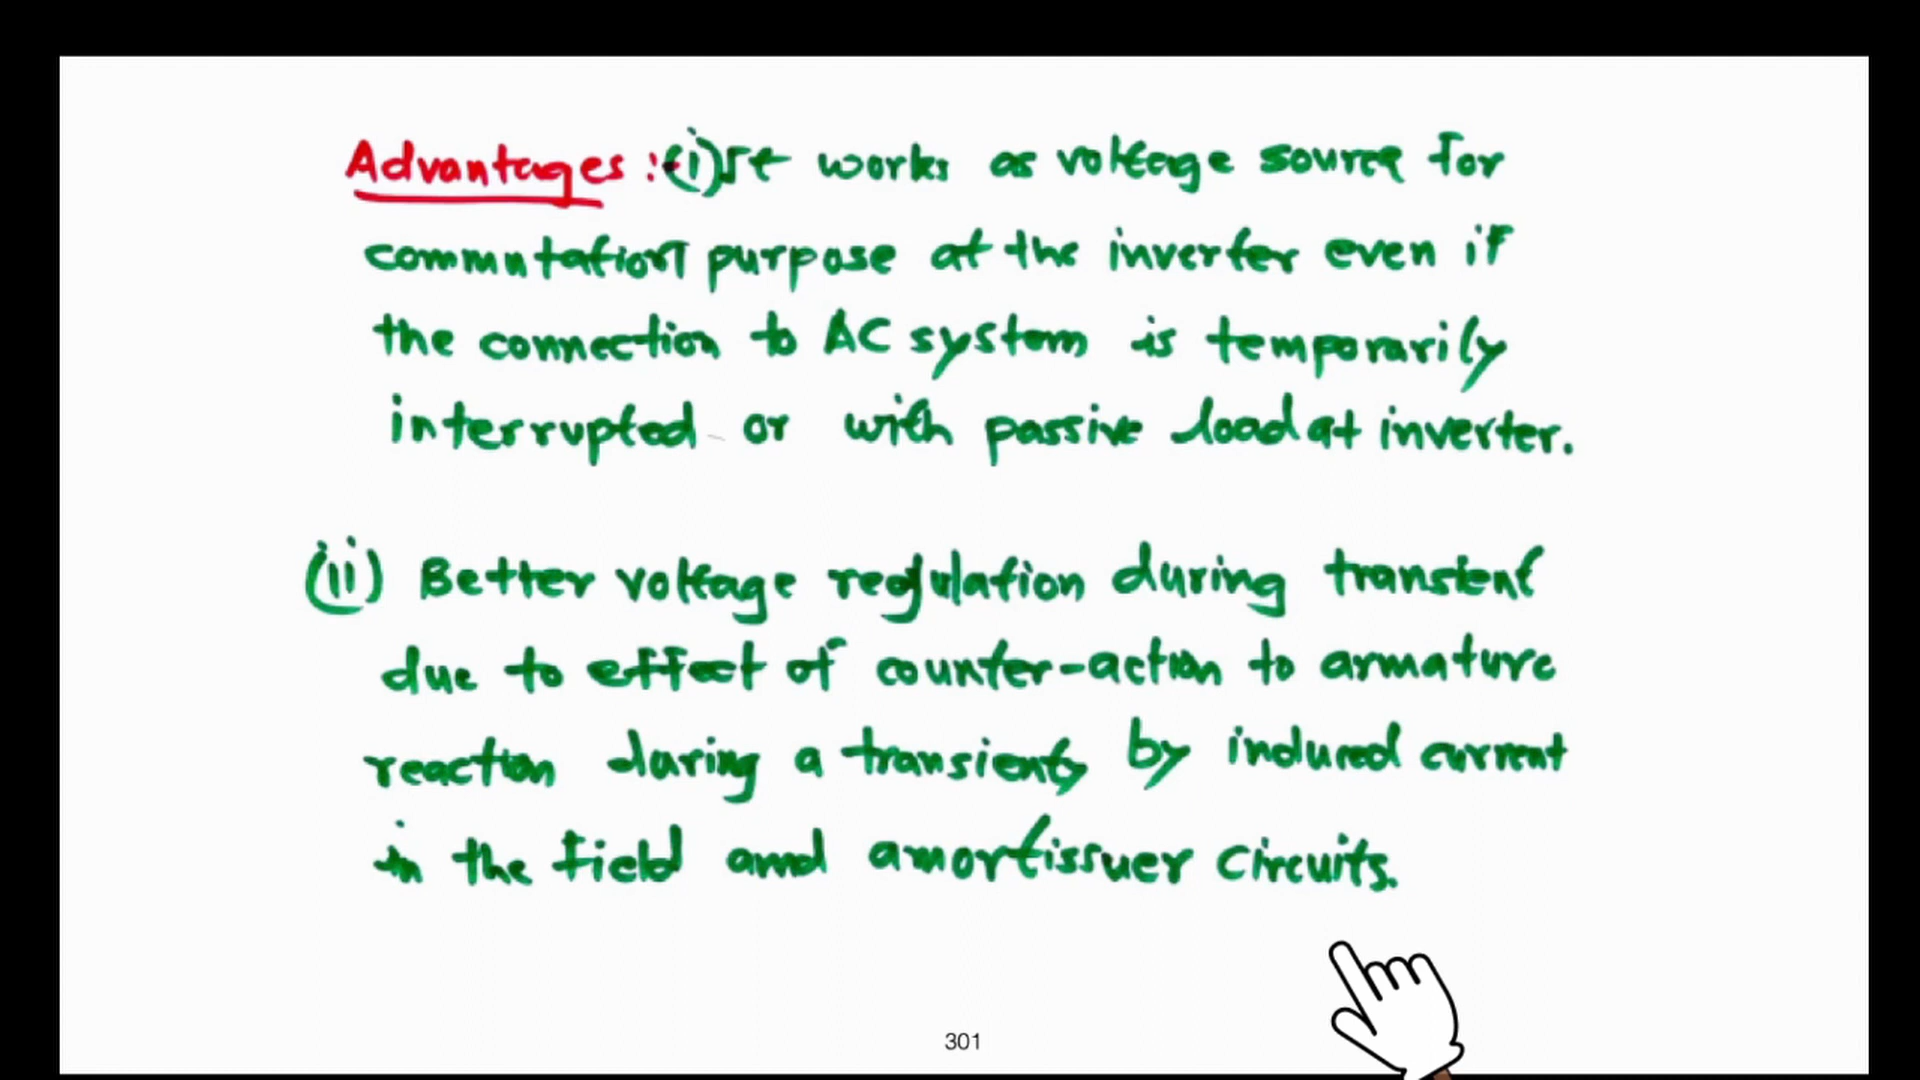 Advantages :- (i) It works as voltage source for
commutation purpose at the inverter even if
the connection to AC system is temporarily
interrupted or with passive load at inverter.
(ii) Better voltage regulation during transient
due to effect of counter-action to armature
reaction during a transients by induced current
in the field and amortissuer circuits.
301